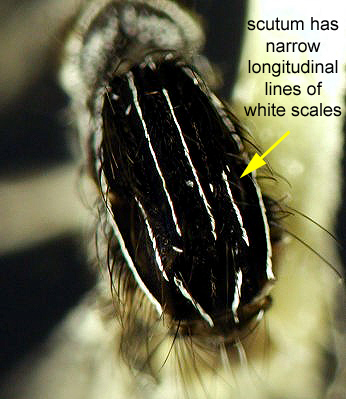 scutum has
narrow
longitudinal
lines of
white scales